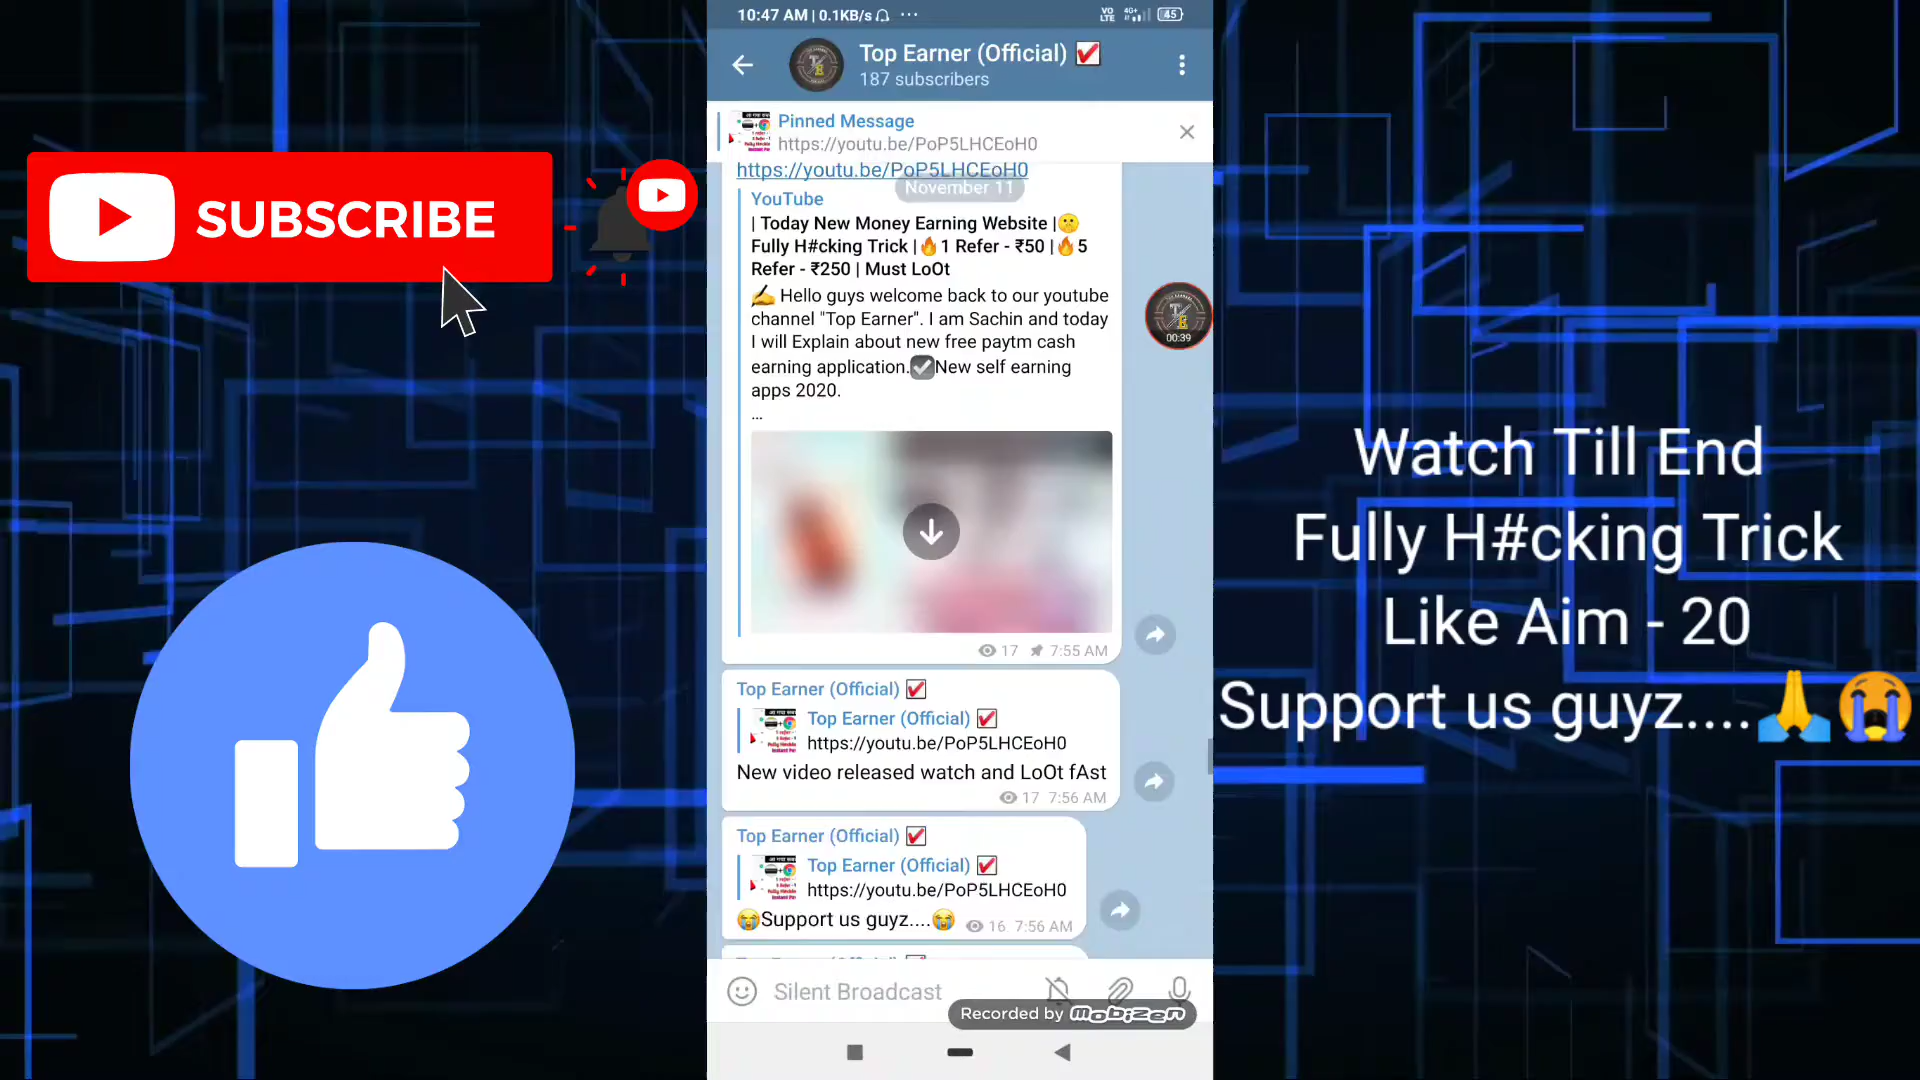 10:47 AM | 0.1KB/s
VO
LTE
4G+
45
Top Earner (Official)
187 subscribers
Pinned Message
https://youtu.be/PoP5LHCEoH0
https://youtu.be/PoP5LHCEoH0
November 11
YouTube
| Today New Money Earning Website |🤫
Fully H#cking Trick |🔥1 Refer - ₹50 |🔥5
Refer - ₹250 | Must LoOt
✍️ Hello guys welcome back to our youtube
channel "Top Earner". I am Sachin and today
I will Explain about new free paytm cash
earning application.☑️New self earning
apps 2020.
...
17 7:55 AM
Top Earner (Official)
Top Earner (Official)
https://youtu.be/PoP5LHCEoH0
New video released watch and LoOt fAst
17 7:56 AM
Top Earner (Official)
Top Earner (Official)
https://youtu.be/PoP5LHCEoH0
😭Support us guyz....😭
16 7:56 AM
Silent Broadcast
Recorded by Mobizen
SUBSCRIBE
TE
00:39
Watch Till End
Fully H#cking Trick
Like Aim - 20
Support us guyz....🙏😭